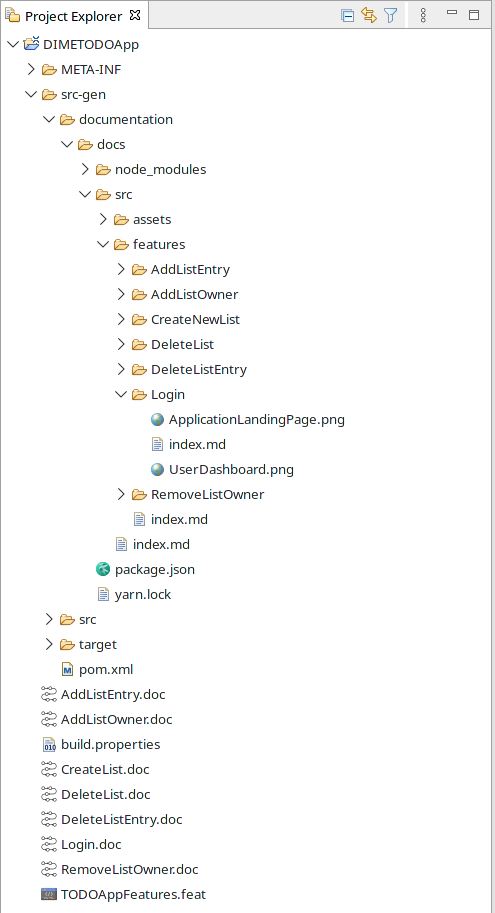 Project Explorer
DIMETODOApp
META-INF
src-gen
documentation
docs
node_modules
src
assets
features
AddListEntry
AddListOwner
CreateNewList
DeleteList
DeleteListEntry
Login
ApplicationLandingPage.png
index.md
UserDashboard.png
RemoveListOwner
index.md
index.md
package.json
yarn.lock
src
target
M pom.xml
AddListEntry.doc
AddListOwner.doc
010 build.properties
CreateList.doc
DeleteList.doc
DeleteListEntry.doc
Login.doc
RemoveListOwner.doc
TODOAppFeatures.feat